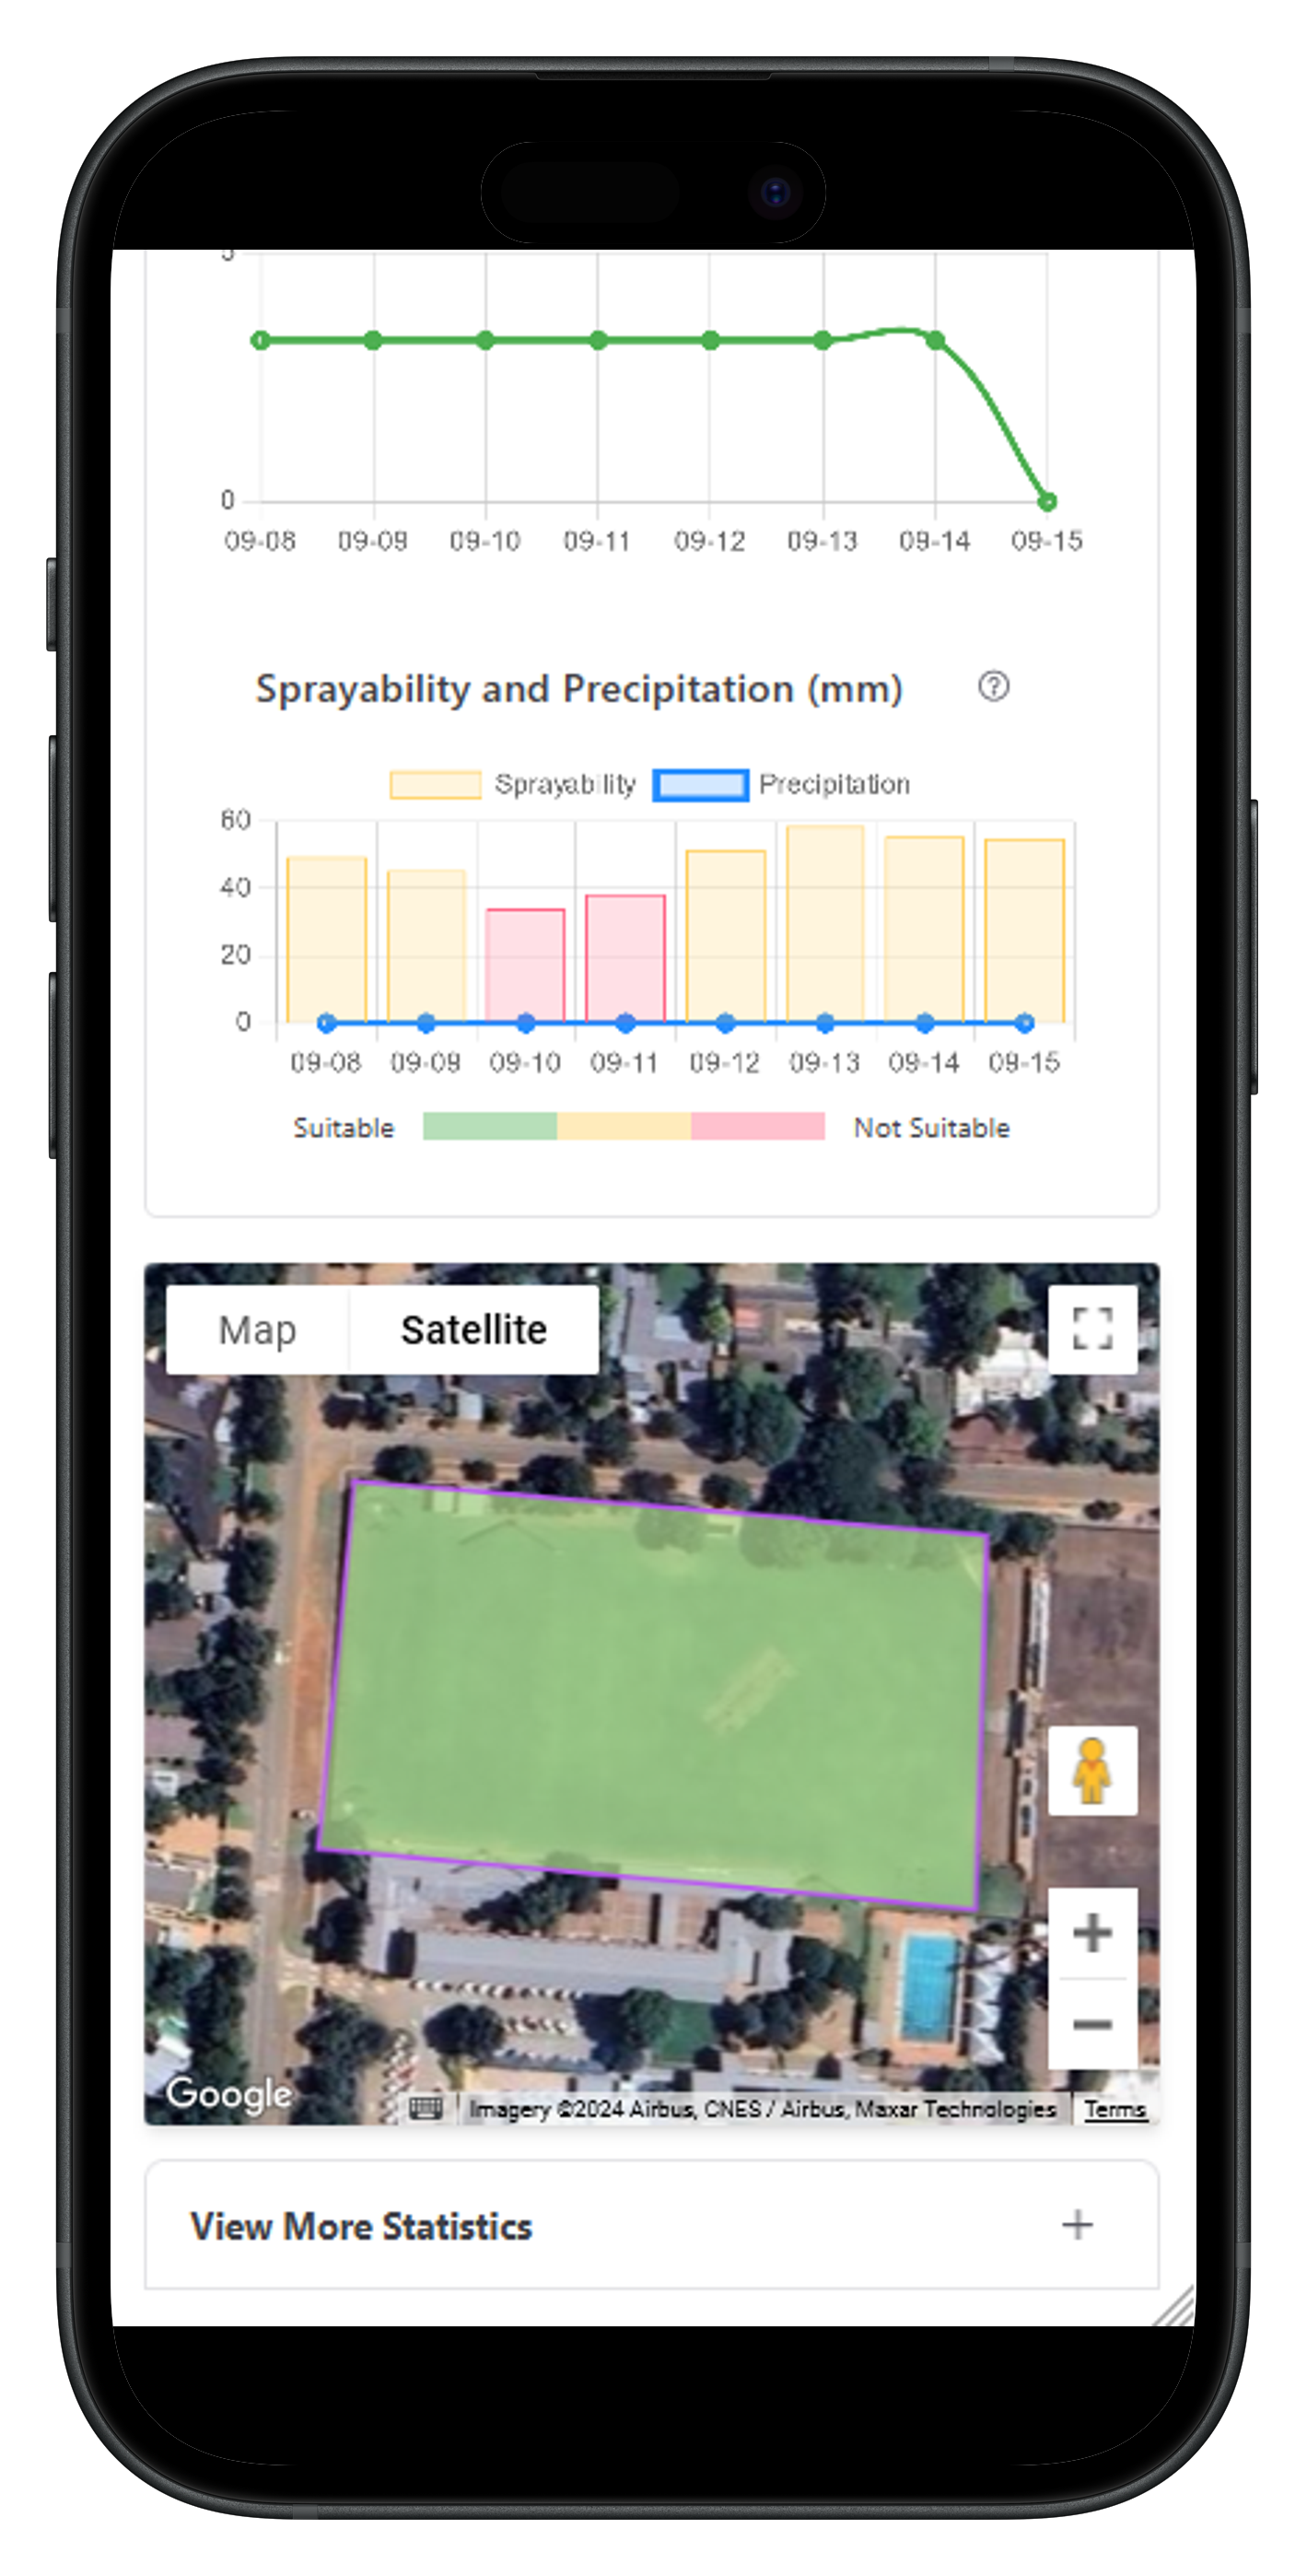 0
09-08 09-09 09-10 09-11 09-12 09-13 09-14 09-15
Sprayability and Precipitation (mm) ?
Sprayability Precipitation
60
40
20
0
09-08 09-09 09-10 09-11 09-12 09-13 09-14 09-15
Suitable Not Suitable
Map Satellite
Google
Imagery ©2024 Airbus, CNES / Airbus, Maxar Technologies Terms
View More Statistics +